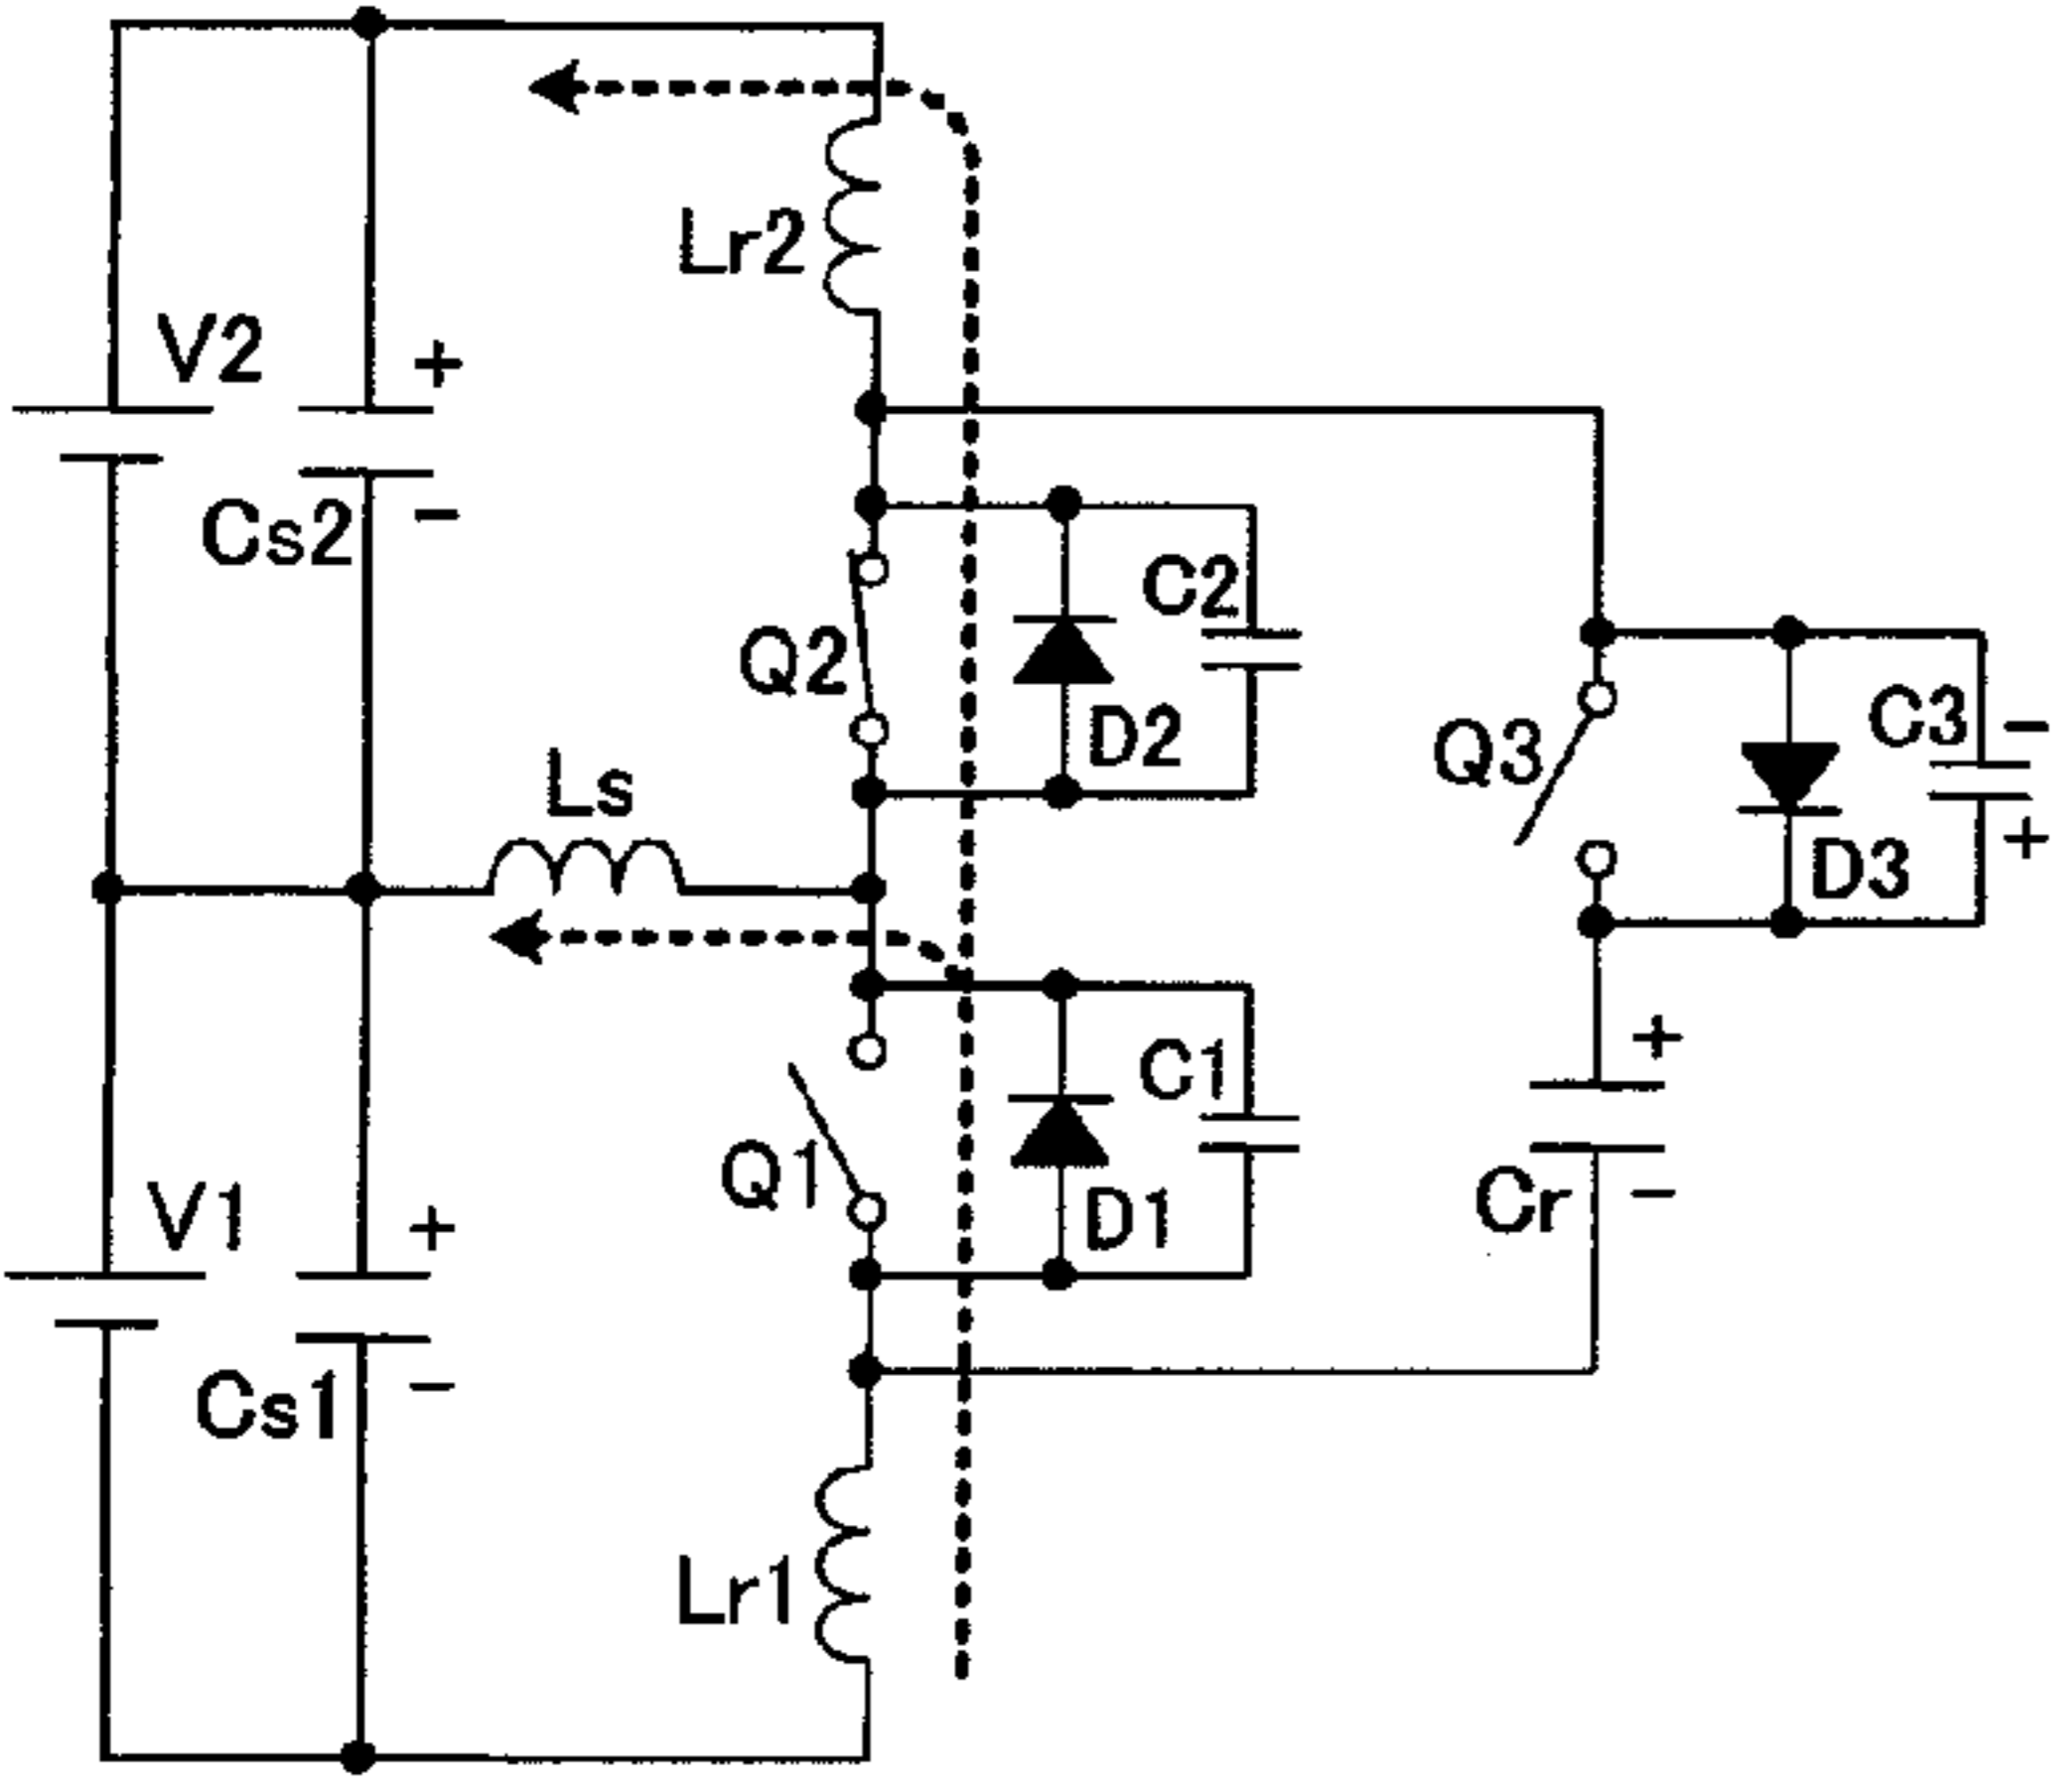 Lr2
V2
+
Cs2
−
C2
Q2
D2
Ls
Q3
C3
−
+
D3
C1
+
Q1
D1
Cr
−
V1
+
Cs1
−
Lr1